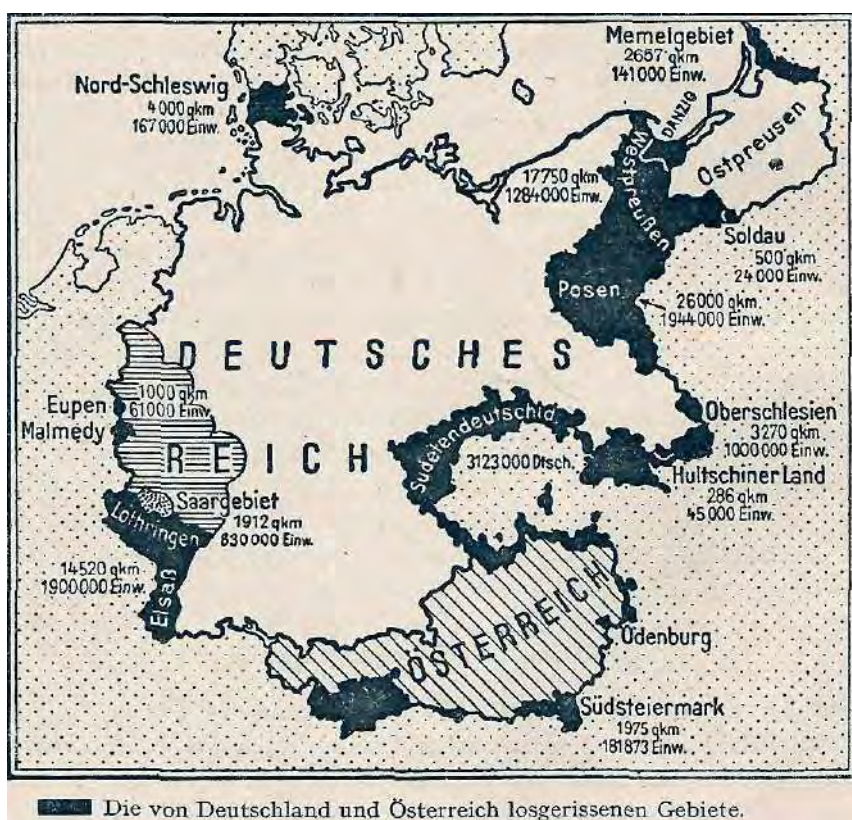 Memelgebiet
2657 qkm
141000 Einw.
Nord-Schleswig
4000 qkm
167000 Einw.
DANZIG
Ostpreusen
Westpreußen
17750 qkm
1284000 Einw.
Soldau
500 qkm
24000 Einw.
Posen
26000 qkm
1944000 Einw.
DEUTSCHES
REICH
1000 qkm
61000 Einw.
Eupen
Malmedy
Oberschlesien
3270 qkm
1000000 Einw.
Sudetendeutschld.
3123000 Dtsch.
Hultschiner Land
286 qkm
45000 Einw.
Saargebiet
1912 qkm
830000 Einw.
Lothringen
14520 qkm
1900000 Einw.
Elsaß
ÖSTERREICH
Odenburg
Südsteiermark
1975 qkm
181873 Einw.
Die von Deutschland und Österreich losgerissenen Gebiete.